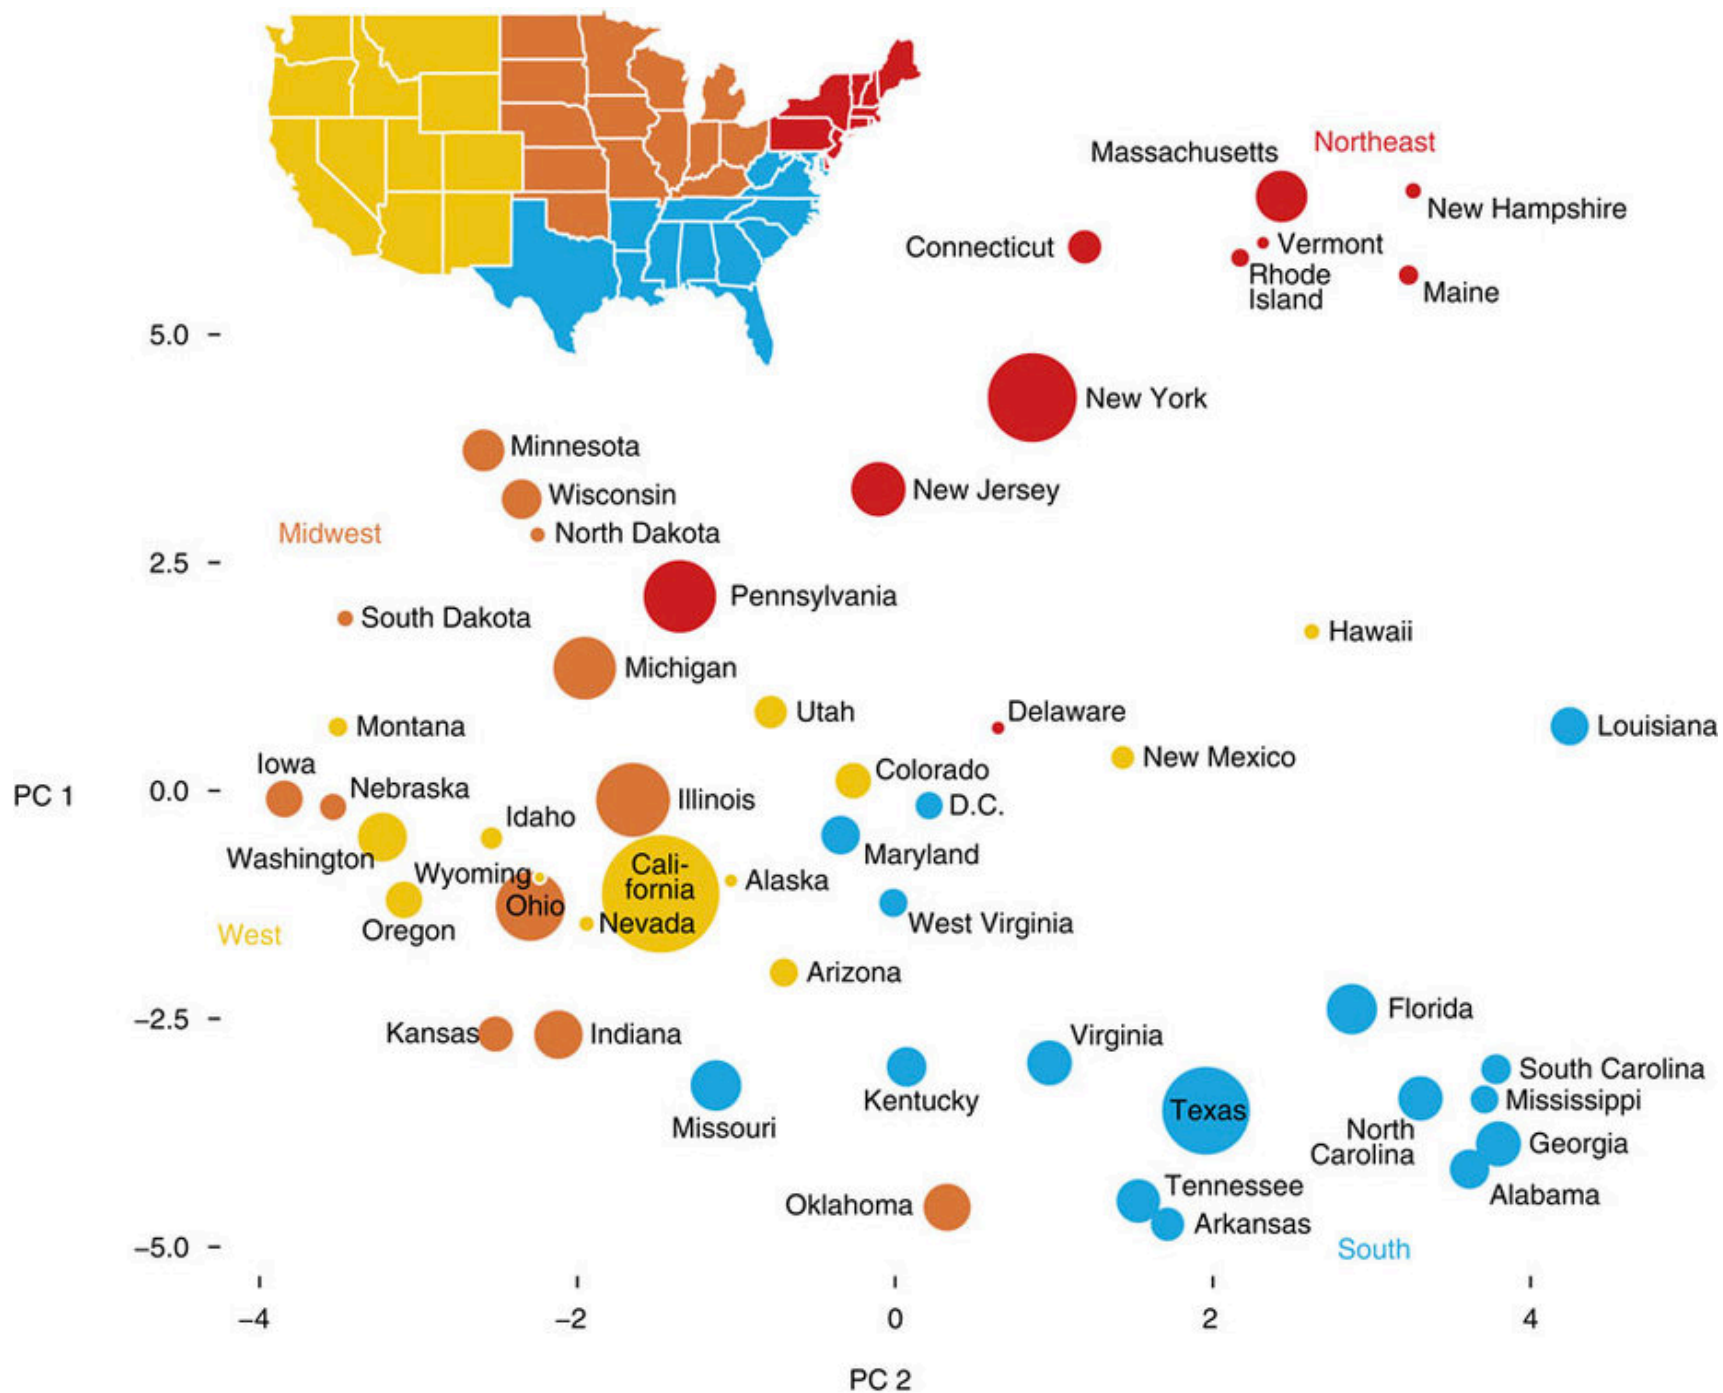 Massachusetts
Northeast
New Hampshire
Connecticut
Vermont
Rhode
Island
Maine
5.0
New York
Minnesota
Wisconsin
New Jersey
Midwest
North Dakota
2.5
Pennsylvania
South Dakota
Hawaii
Michigan
Utah
Delaware
Montana
Louisiana
New Mexico
Iowa
Colorado
Nebraska
PC 1
0.0
Illinois
D.C.
Idaho
Washington
Maryland
Cali-
fornia
Wyoming
Alaska
Ohio
Nevada
West Virginia
West
Oregon
Arizona
Florida
−2.5
Kansas
Indiana
Virginia
South Carolina
Kentucky
Texas
Mississippi
Missouri
North
Carolina
Georgia
Tennessee
Alabama
Oklahoma
Arkansas
−5.0
South
−4
−2
0
2
4
PC 2